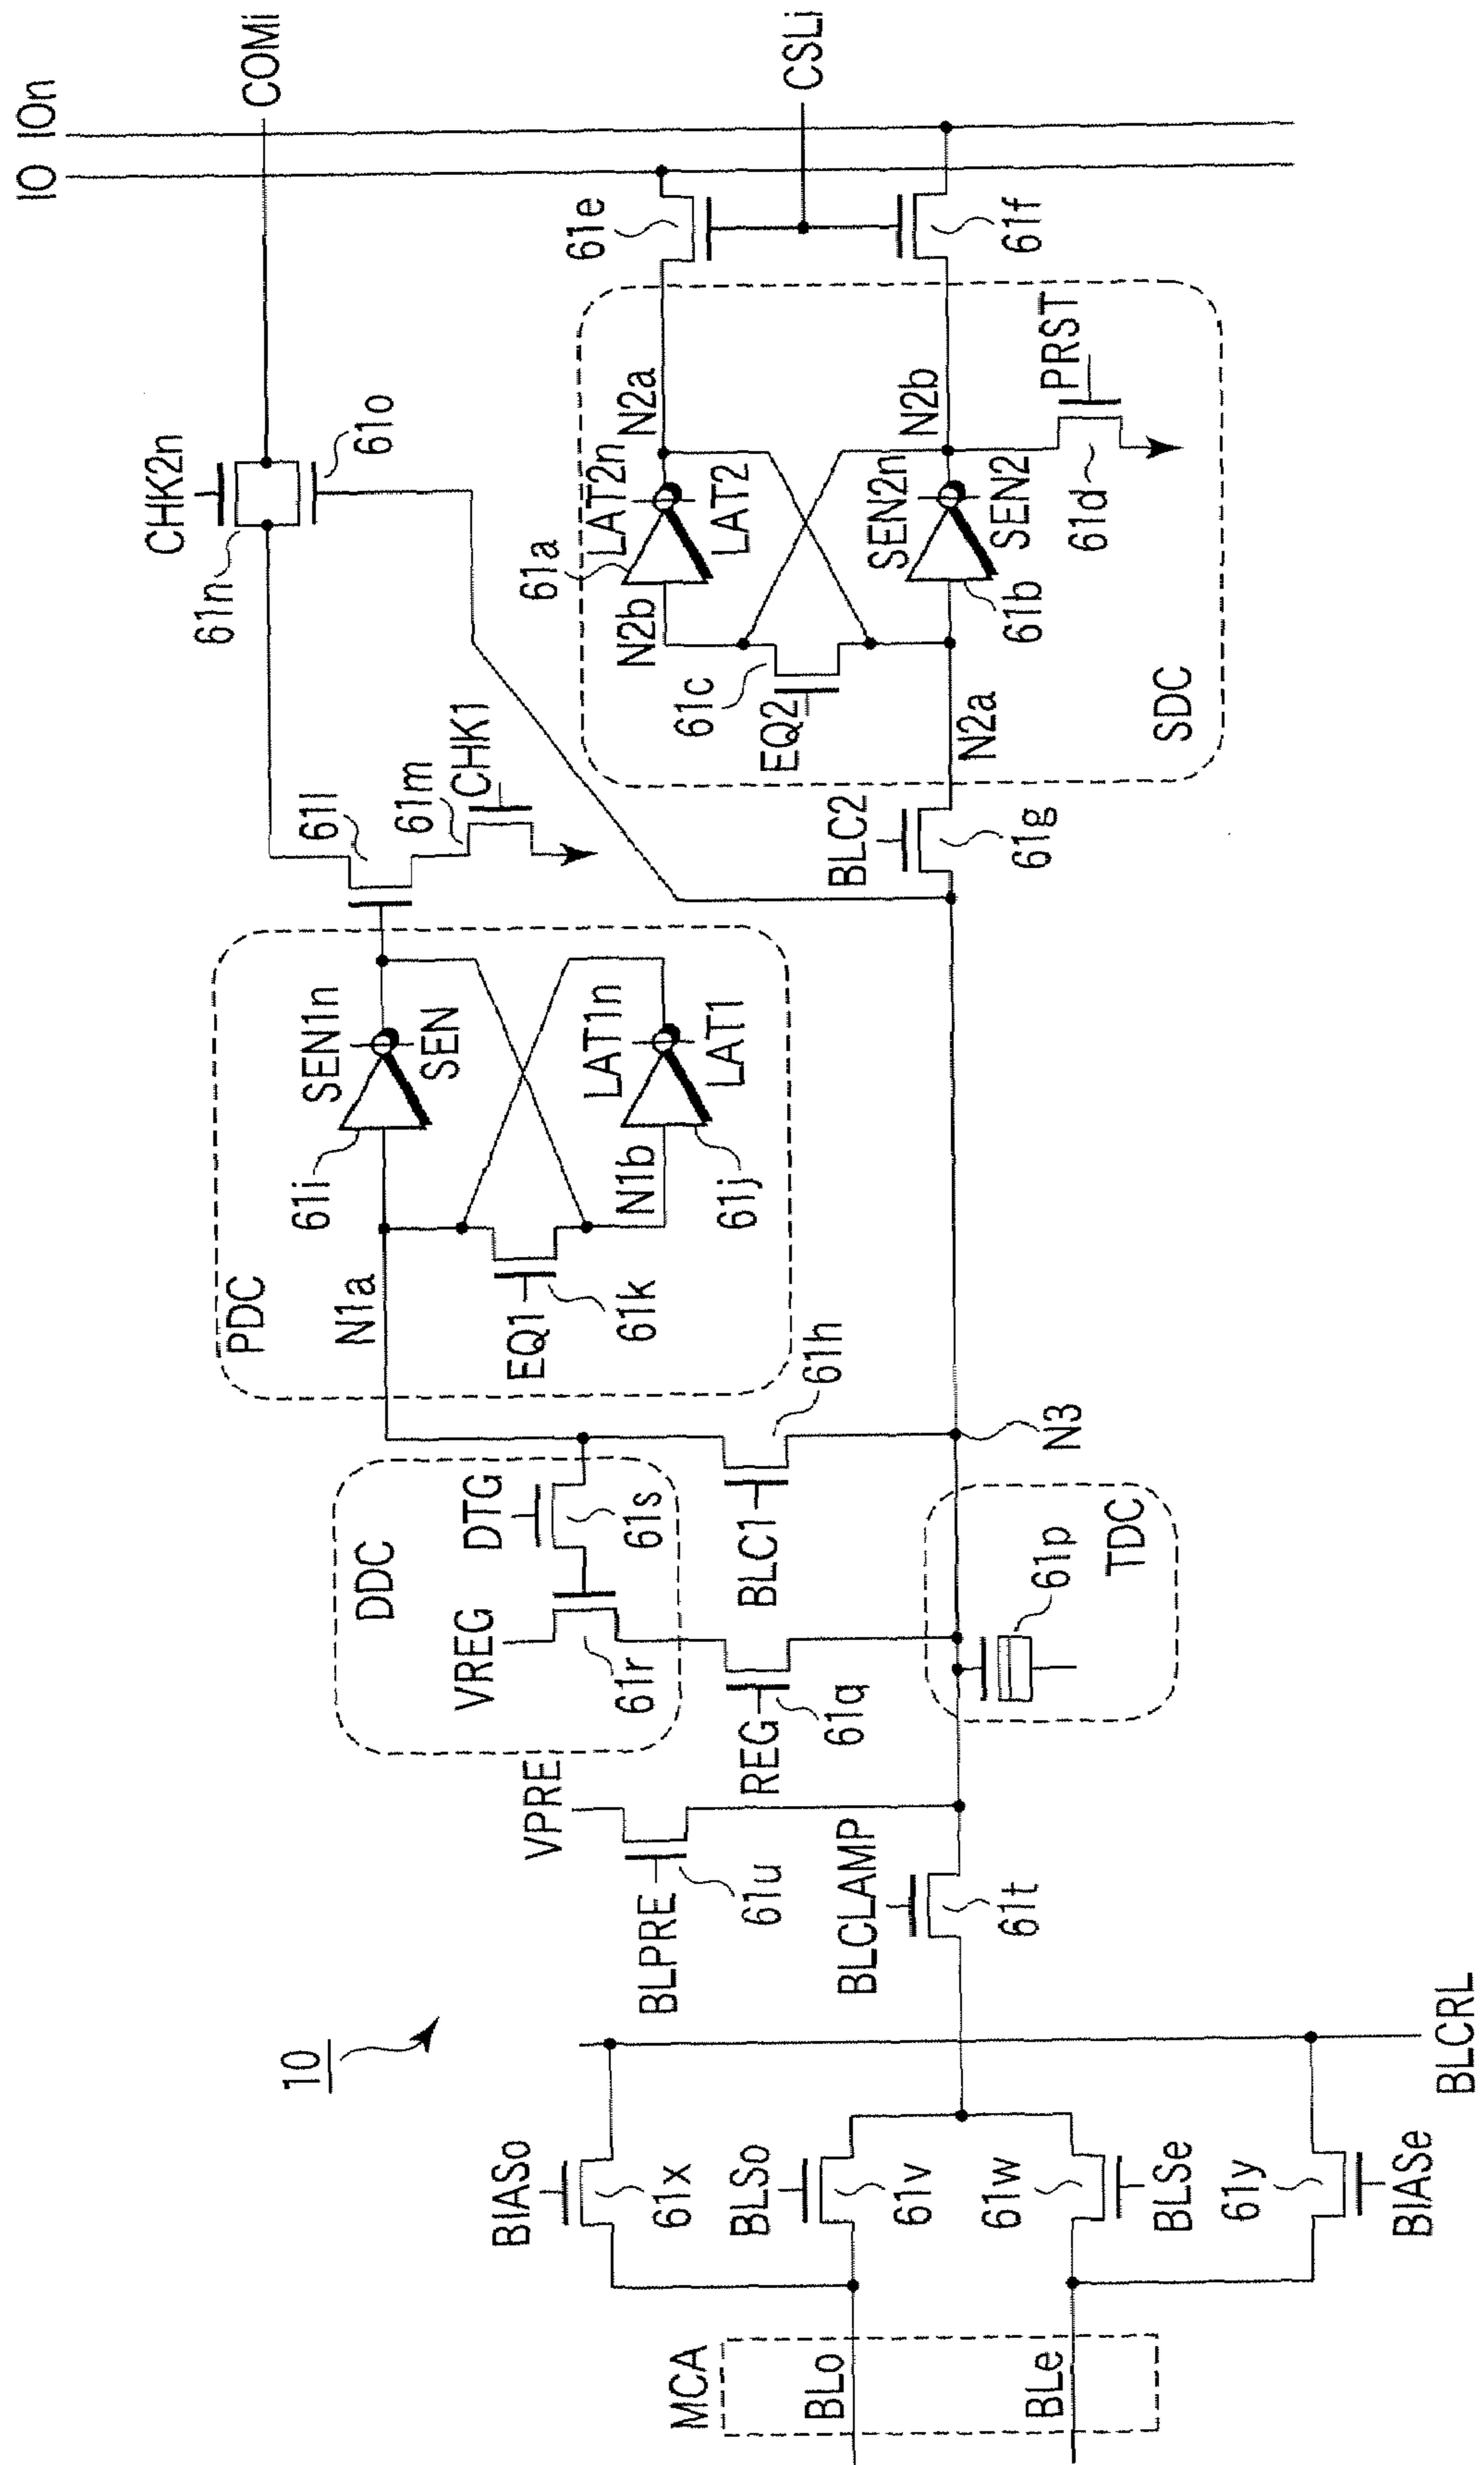 10
MCA
BLo
BLe
BIASo
61x
BLSo
61v
61w
BLSe
61y
BIASe
BLCRL
VPRE
BLPRE
61u
BLCLAMP
61t
DDC
VREG
DTG
61r
61s
REG
61q
BLC1
61h
N3
TDC
61p
PDC
N1a
61i
SEN1n
SEN
EQ1
61k
N1b
LAT1n
LAT1
61j
61l
61m
CHK1
CHK2n
61n
61o
COMi
IO
IOn
BLC2
61g
SDC
N2a
EQ2
61c
N2b
61a
LAT2n
LAT2
N2a
SEN2n
SEN2
61b
N2b
61d
PRST
61e
61f
CSLi